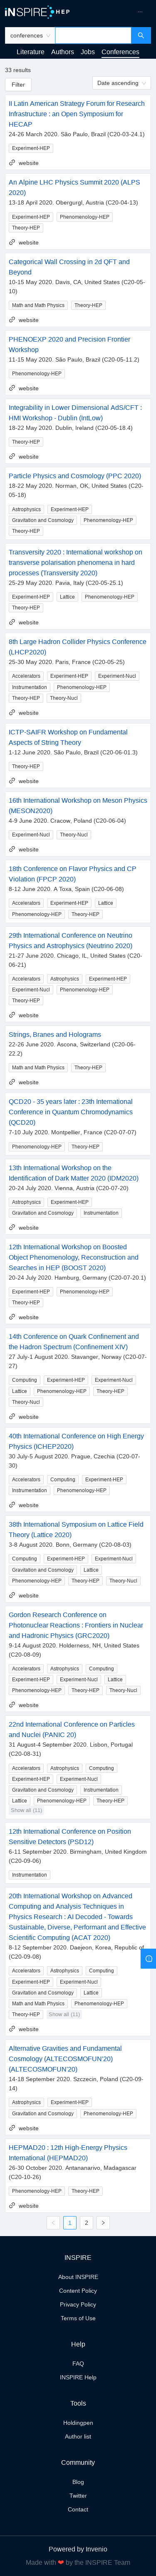 INSPIRE HEP
...
conferences
Literature Authors Jobs Conferences
33 results
Filter
Date ascending
II Latin American Strategy Forum for Research
Infrastructure : an Open Symposium for
HECAP
24-26 March 2020. São Paulo, Brazil (C20-03-24.1)
Experiment-HEP
website
An Alpine LHC Physics Summit 2020 (ALPS
2020)
13-18 April 2020. Obergurgl, Austria (C20-04-13)
Experiment-HEP Phenomenology-HEP
Theory-HEP
website
Categorical Wall Crossing in 2d QFT and
Beyond
10-15 May 2020. Davis, CA, United States (C20-05-
10)
Math and Math Physics Theory-HEP
website
PHENOEXP 2020 and Precision Frontier
Workshop
11-15 May 2020. São Paulo, Brazil (C20-05-11.2)
Phenomenology-HEP
website
Integrability in Lower Dimensional AdS/CFT :
HMI Workshop - Dublin (IntLow)
18-22 May 2020. Dublin, Ireland (C20-05-18.4)
Theory-HEP
website
Particle Physics and Cosmology (PPC 2020)
18-22 May 2020. Norman, OK, United States (C20-
05-18)
Astrophysics Experiment-HEP
Gravitation and Cosmology Phenomenology-HEP
Theory-HEP
Transversity 2020 : International workshop on
transverse polarisation phenomena in hard
processes (Transversity 2020)
25-29 May 2020. Pavia, Italy (C20-05-25.1)
Experiment-HEP Lattice Phenomenology-HEP
Theory-HEP
website
8th Large Hadron Collider Physics Conference
(LHCP2020)
25-30 May 2020. Paris, France (C20-05-25)
Accelerators Experiment-HEP Experiment-Nucl
Instrumentation Phenomenology-HEP
Theory-HEP Theory-Nucl
website
ICTP-SAIFR Workshop on Fundamental
Aspects of String Theory
1-12 June 2020. São Paulo, Brazil (C20-06-01.3)
Theory-HEP
website
16th International Workshop on Meson Physics
(MESON2020)
4-9 June 2020. Cracow, Poland (C20-06-04)
Experiment-Nucl Theory-Nucl
website
18th Conference on Flavor Physics and CP
Violation (FPCP 2020)
8-12 June 2020. A Toxa, Spain (C20-06-08)
Accelerators Experiment-HEP Lattice
Phenomenology-HEP Theory-HEP
29th International Conference on Neutrino
Physics and Astrophysics (Neutrino 2020)
21-27 June 2020. Chicago, IL, United States (C20-
06-21)
Accelerators Astrophysics Experiment-HEP
Experiment-Nucl Phenomenology-HEP
Theory-HEP
website
Strings, Branes and Holograms
22-26 June 2020. Ascona, Switzerland (C20-06-
22.2)
Math and Math Physics Theory-HEP
website
QCD20 - 35 years later : 23th International
Conference in Quantum Chromodynamics
(QCD20)
7-10 July 2020. Montpellier, France (C20-07-07)
Phenomenology-HEP Theory-HEP
13th International Workshop on the
Identification of Dark Matter 2020 (IDM2020)
20-24 July 2020. Vienna, Austria (C20-07-20)
Astrophysics Experiment-HEP
Gravitation and Cosmology Instrumentation
website
12th International Workshop on Boosted
Object Phenomenology, Reconstruction and
Searches in HEP (BOOST 2020)
20-24 July 2020. Hamburg, Germany (C20-07-20.1)
Experiment-HEP Phenomenology-HEP
Theory-HEP
website
14th Conference on Quark Confinement and
the Hadron Spectrum (Confinement XIV)
27 July-1 August 2020. Stavanger, Norway (C20-07-
27)
Computing Experiment-HEP Experiment-Nucl
Lattice Phenomenology-HEP Theory-HEP
Theory-Nucl
website
40th International Conference on High Energy
Physics (ICHEP2020)
30 July-5 August 2020. Prague, Czechia (C20-07-
30)
Accelerators Computing Experiment-HEP
Instrumentation Phenomenology-HEP
website
38th International Symposium on Lattice Field
Theory (Lattice 2020)
3-8 August 2020. Bonn, Germany (C20-08-03)
Computing Experiment-HEP Experiment-Nucl
Gravitation and Cosmology Lattice
Phenomenology-HEP Theory-HEP Theory-Nucl
website
Gordon Research Conference on
Photonuclear Reactions : Frontiers in Nuclear
and Hadronic Physics (GRC2020)
9-14 August 2020. Holderness, NH, United States
(C20-08-09)
Accelerators Astrophysics Computing
Experiment-HEP Experiment-Nucl Lattice
Phenomenology-HEP Theory-HEP Theory-Nucl
website
22nd International Conference on Particles
and Nuclei (PANIC 20)
31 August-4 September 2020. Lisbon, Portugal
(C20-08-31)
Accelerators Astrophysics Computing
Experiment-HEP Experiment-Nucl
Gravitation and Cosmology Instrumentation
Lattice Phenomenology-HEP Theory-HEP
Show all (11)
12th International Conference on Position
Sensitive Detectors (PSD12)
6-11 September 2020. Birmingham, United Kingdom
(C20-09-06)
Instrumentation
20th International Workshop on Advanced
Computing and Analysis Techniques in
Physics Research : AI Decoded - Towards
Sustainable, Diverse, Performant and Effective
Scientific Computing (ACAT 2020)
8-12 September 2020. Daejeon, Korea, Republic of
(C20-09-08)
Accelerators Astrophysics Computing
Experiment-HEP Experiment-Nucl
Gravitation and Cosmology Lattice
Math and Math Physics Phenomenology-HEP
Theory-HEP Show all (11)
website
Alternative Gravities and Fundamental
Cosmology (ALTECOSMOFUN'20)
(ALTECOSMOFUN'20)
14-18 September 2020. Szczecin, Poland (C20-09-
14)
Astrophysics Experiment-HEP
Gravitation and Cosmology Phenomenology-HEP
website
HEPMAD20 : 12th High-Energy Physics
International (HEPMAD20)
26-30 October 2020. Antananarivo, Madagascar
(C20-10-26)
Phenomenology-HEP Theory-HEP
website
1 2
INSPIRE
About INSPIRE
Content Policy
Privacy Policy
Terms of Use
Help
FAQ
INSPIRE Help
Tools
Holdingpen
Author list
Community
Blog
Twitter
Contact
Powered by Invenio
Made with ❤ by the INSPIRE Team